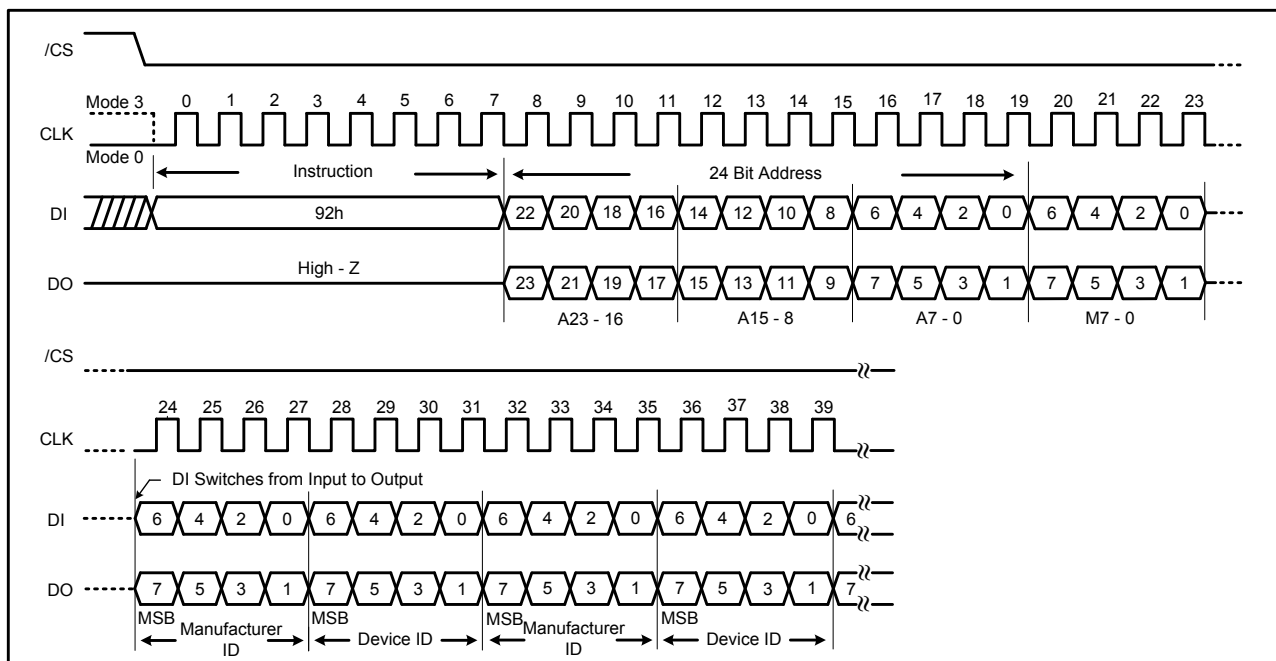 /CS
Mode 3 0 1 2 3 4 5 6 7 8 9 10 11 12 13 14 15 16 17 18 19 20 21 22 23
CLK
Mode 0
Instruction 24 Bit Address
DI 92h 22 20 18 16 14 12 10 8 6 4 2 0 6 4 2 0
High - Z
DO 23 21 19 17 15 13 11 9 7 5 3 1 7 5 3 1
A23 - 16 A15 - 8 A7 - 0 M7 - 0
/CS
24 25 26 27 28 29 30 31 32 33 34 35 36 37 38 39
CLK
DI Switches from Input to Output
DI 6 4 2 0 6 4 2 0 6 4 2 0 6 4 2 0 6
DO 7 5 3 1 7 5 3 1 7 5 3 1 7 5 3 1 7
MSB MSB MSB MSB
Manufacturer ID Device ID Manufacturer ID Device ID